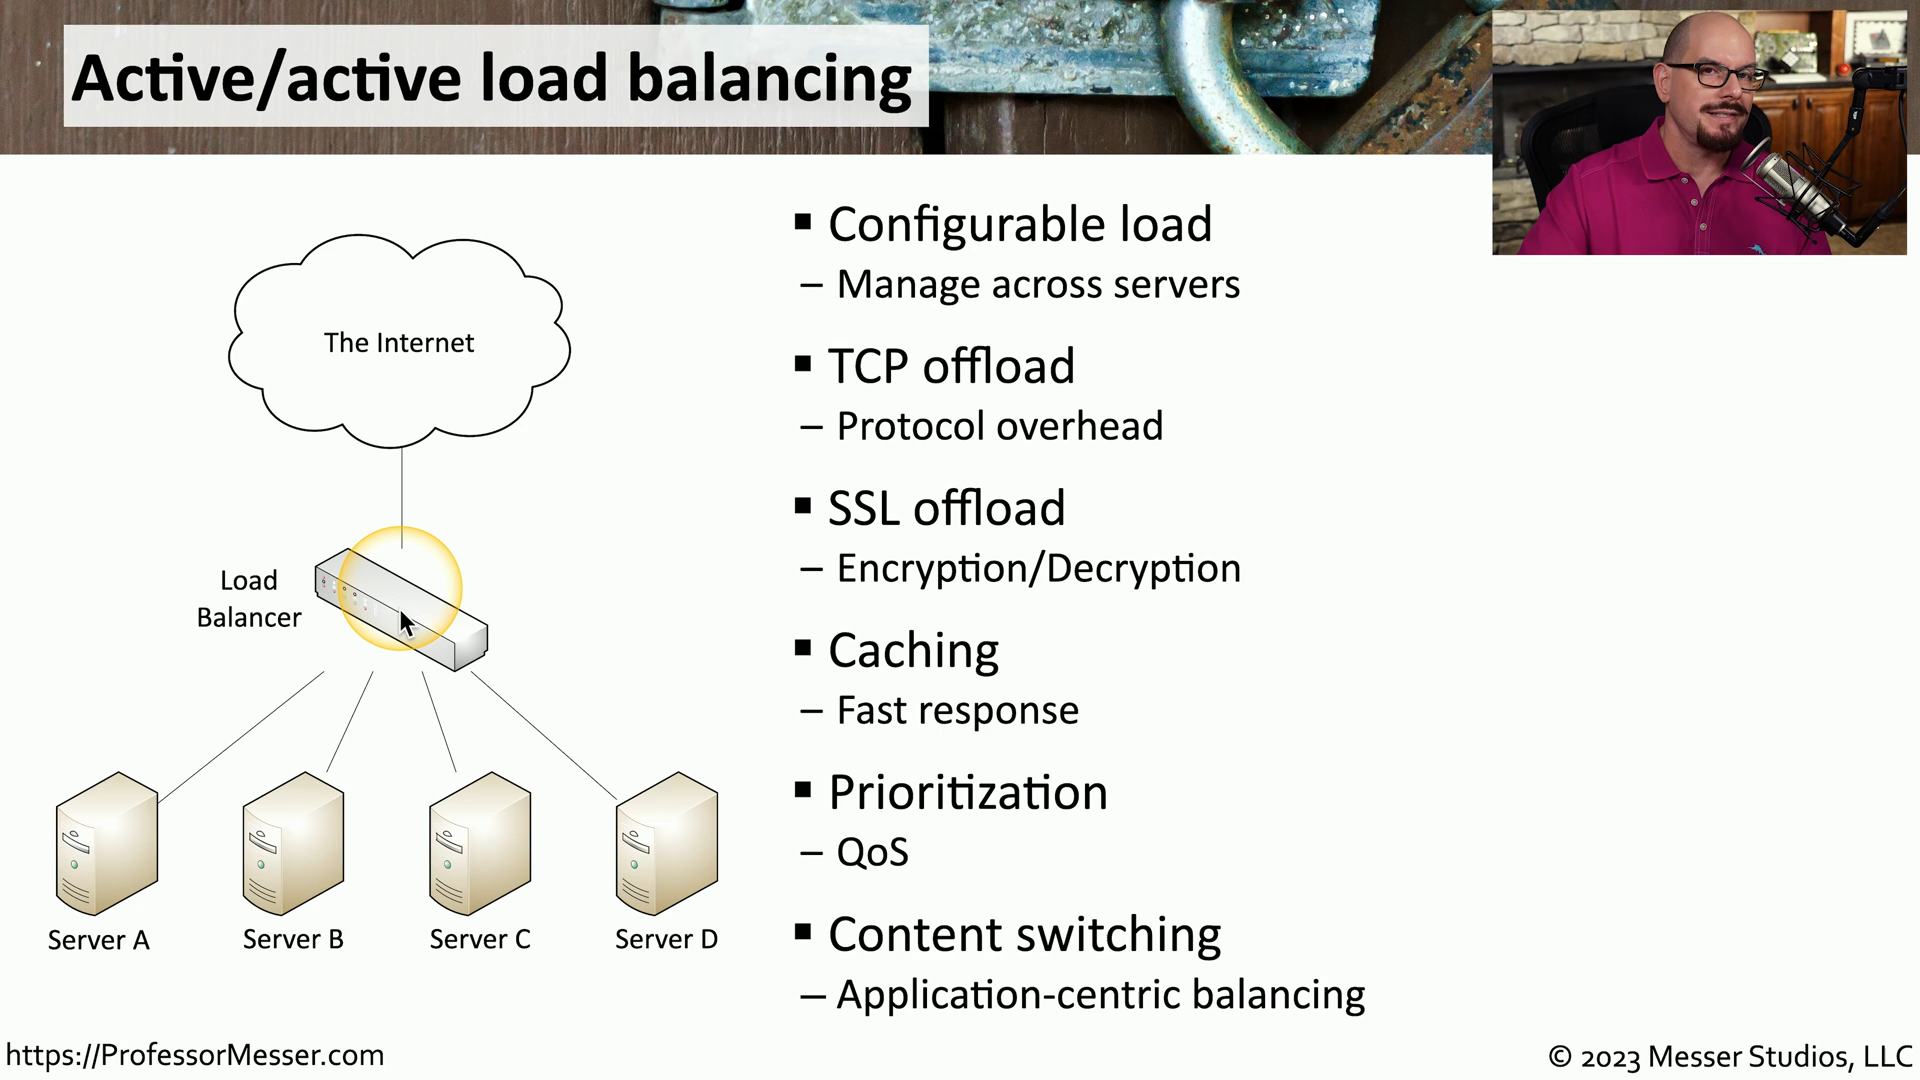 Active/active load balancing
The Internet
Load
Balancer
Server A
Server B
Server C
Server D
▪ Configurable load
– Manage across servers
▪ TCP offload
– Protocol overhead
▪ SSL offload
– Encryption/Decryption
▪ Caching
– Fast response
▪ Prioritization
– QoS
▪ Content switching
– Application-centric balancing
https://ProfessorMesser.com
© 2023 Messer Studios, LLC